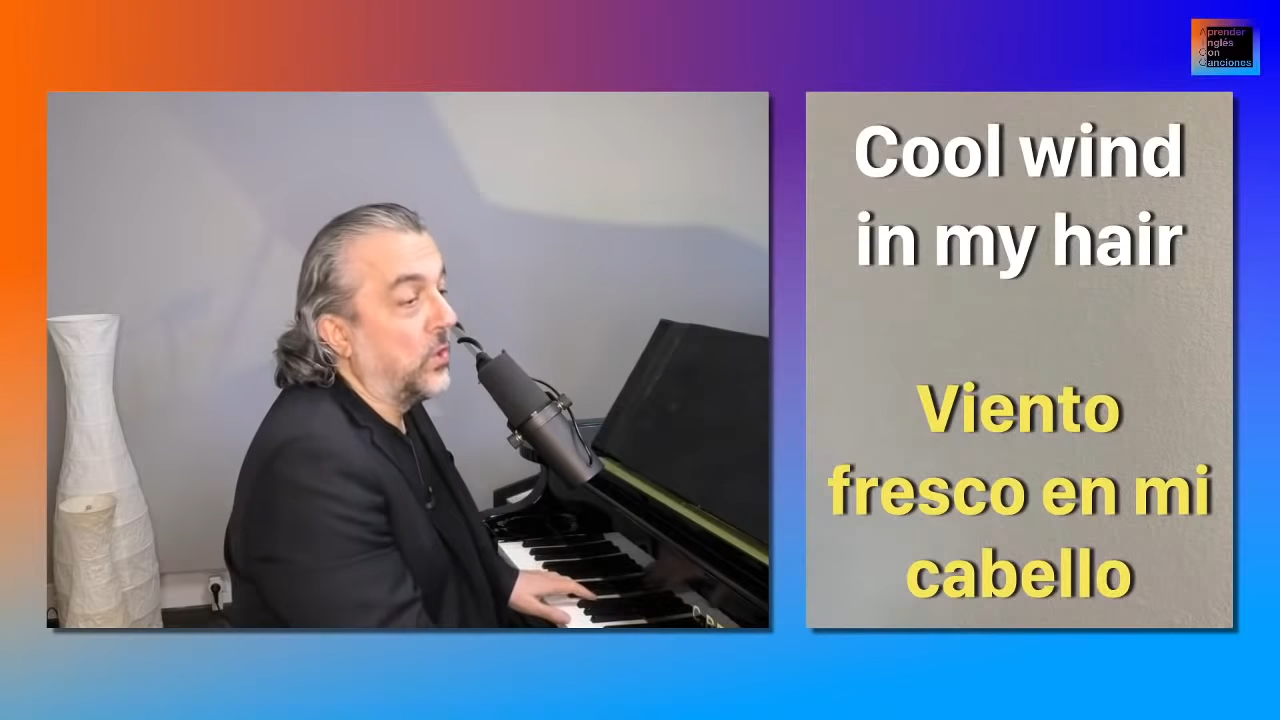 Aprender
Inglés
Con
Canciones
Cool wind
in my hair
Viento
fresco en mi
cabello